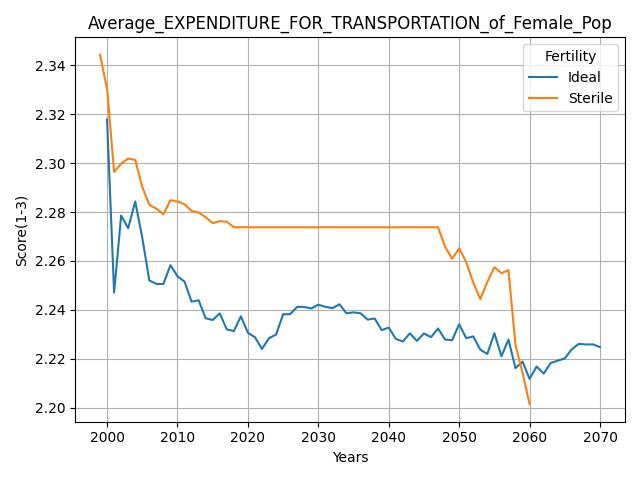 Average_EXPENDITURE_FOR_TRANSPORTATION_of_Female_Pop
Fertility
Ideal
Sterile
Score(1-3)
2.34
2.32
2.30
2.28
2.26
2.24
2.22
2.20
2000 2010 2020 2030 2040 2050 2060 2070
Years